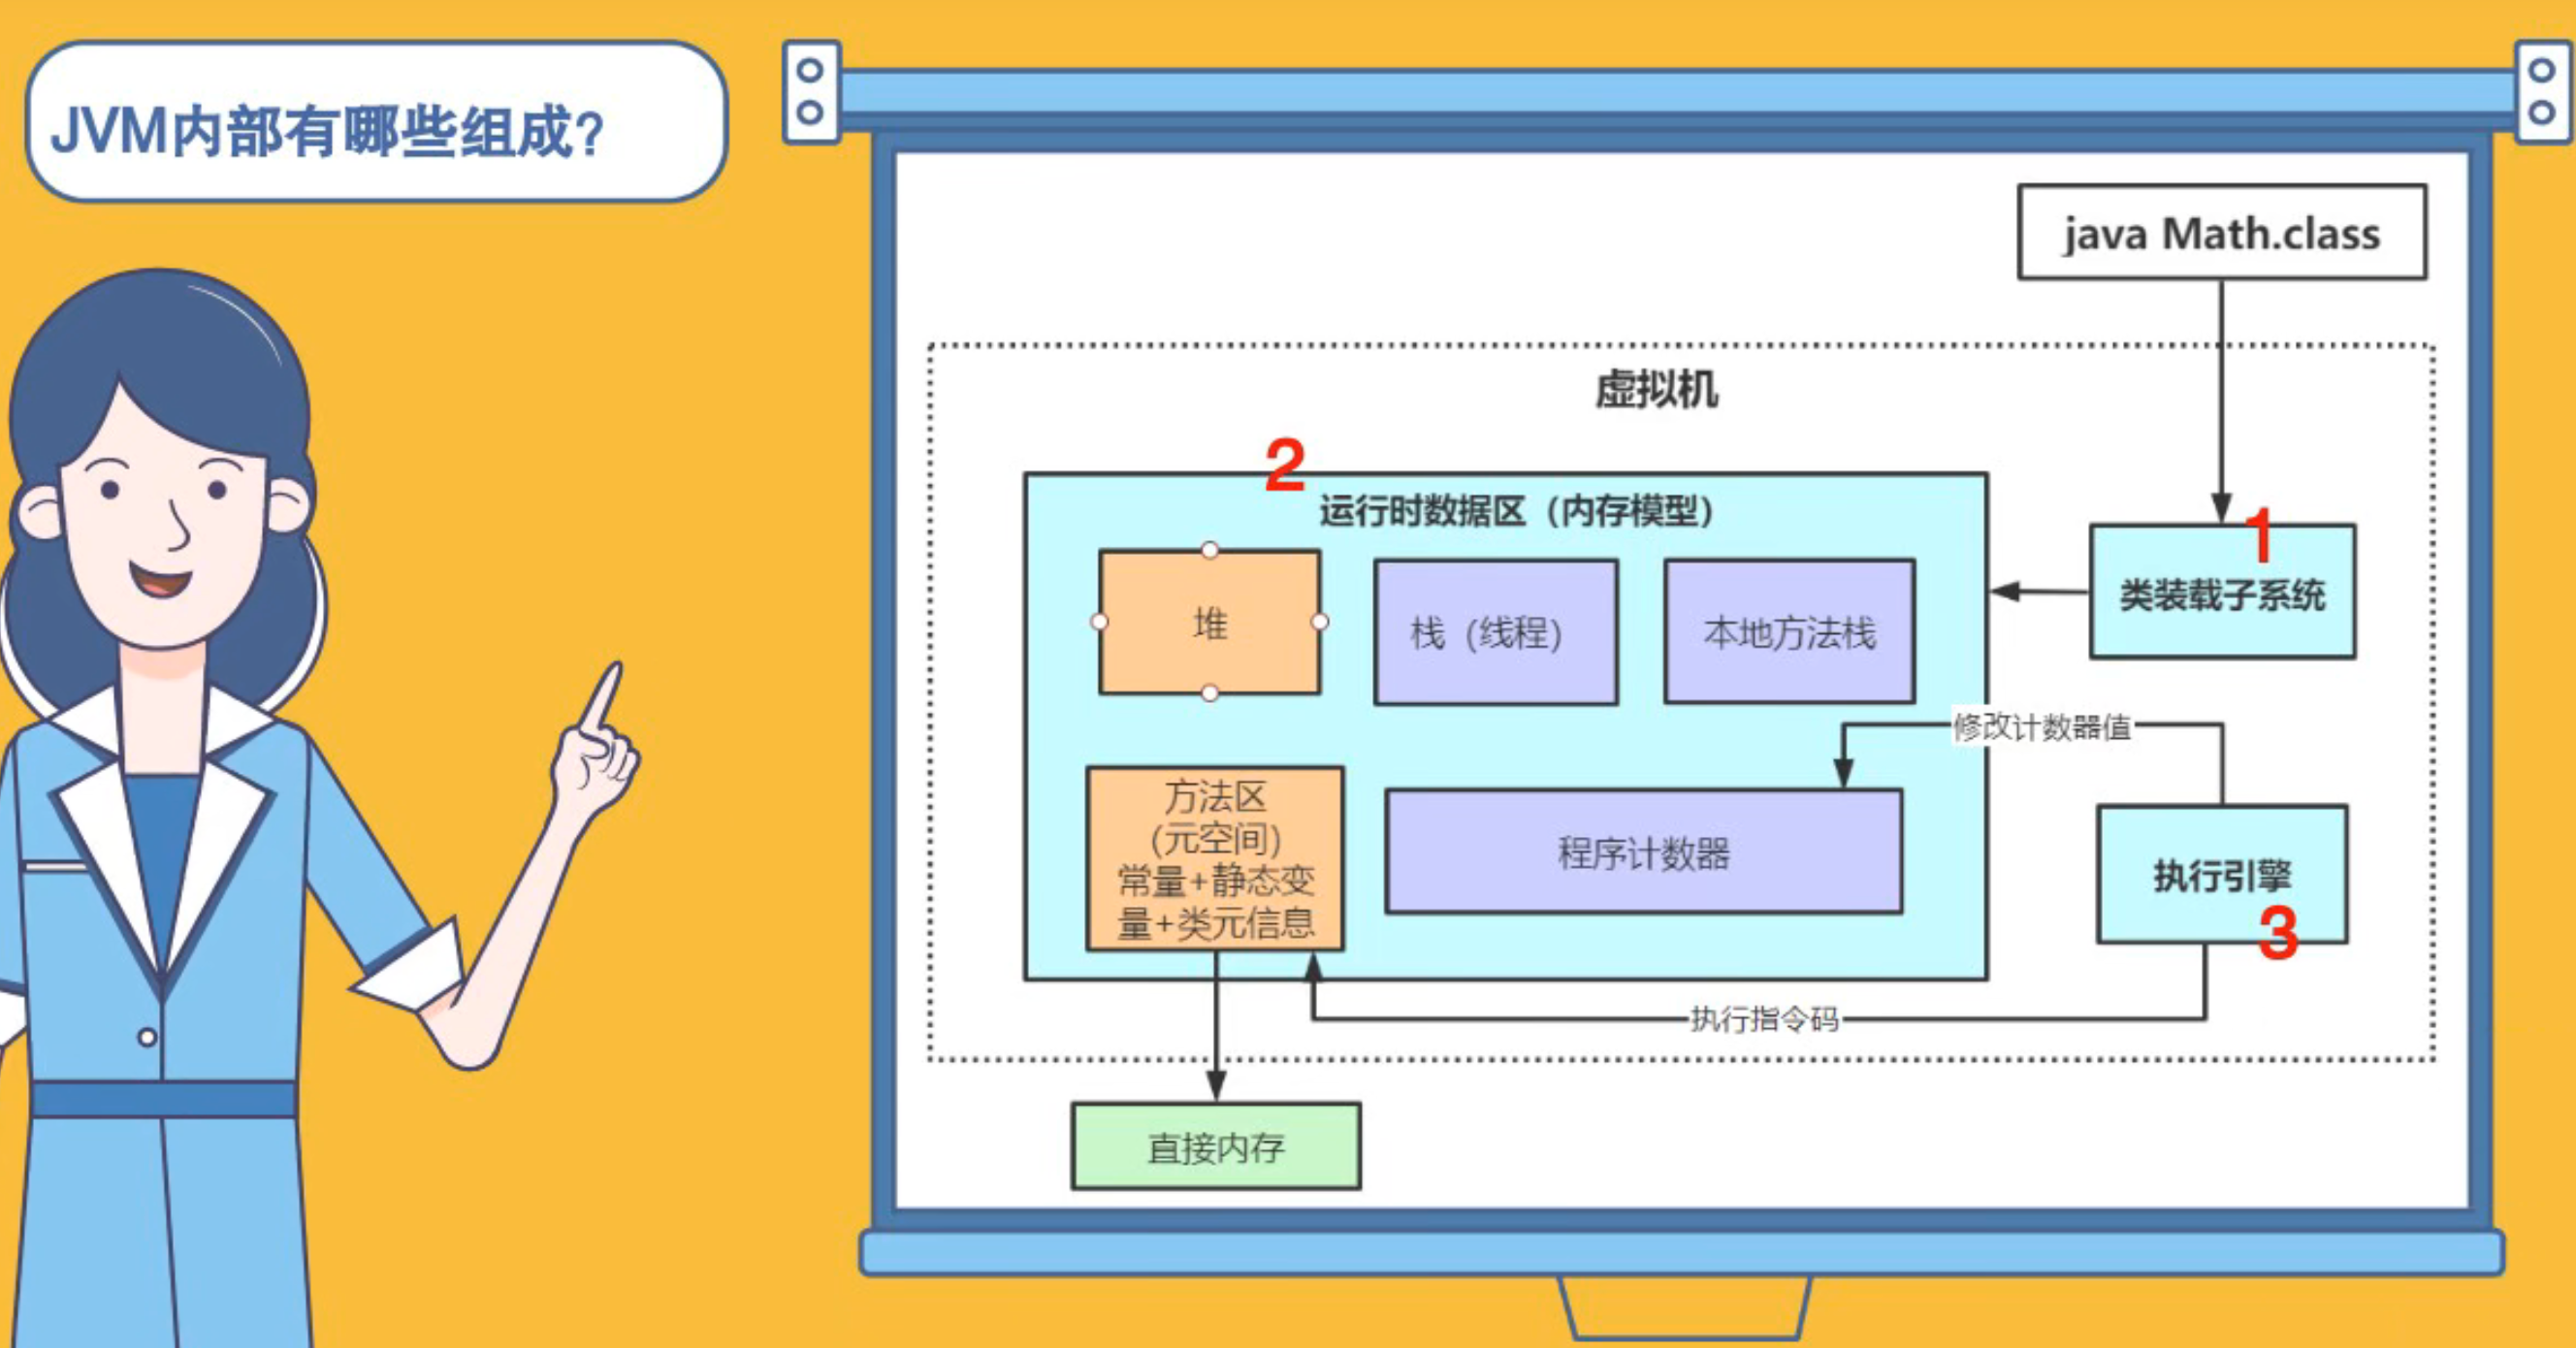 JVM内部有哪些组成?
java Math.class
虚拟机
2
运行时数据区（内存模型）
1
类装载子系统
堆
栈（线程）
本地方法栈
修改计数器值
方法区
(元空间)
常量+静态变
量+类元信息
程序计数器
执行引擎
3
执行指令码
直接内存